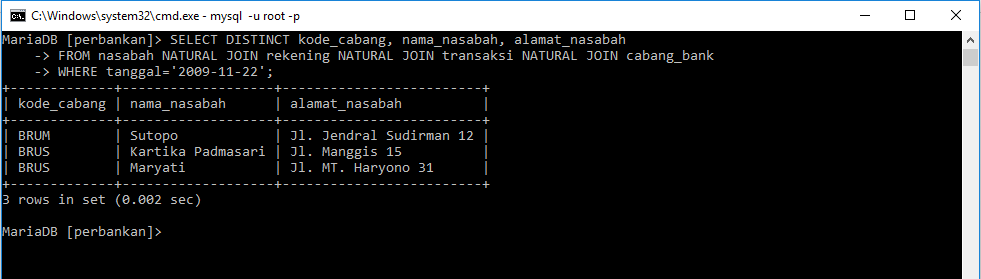 C:\Windows\system32\cmd.exe - mysql  -u root -p
MariaDB [perbankan]> SELECT DISTINCT kode_cabang, nama_nasabah, alamat_nasabah
    -> FROM nasabah NATURAL JOIN rekening NATURAL JOIN transaksi NATURAL JOIN cabang_bank
    -> WHERE tanggal='2009-11-22';
+-------------+-------------------+-------------------------+
| kode_cabang | nama_nasabah      | alamat_nasabah          |
+-------------+-------------------+-------------------------+
| BRUM        | Sutopo            | Jl. Jendral Sudirman 12 |
| BRUS        | Kartika Padmasari | Jl. Manggis 15          |
| BRUS        | Maryati           | Jl. MT. Haryono 31      |
+-------------+-------------------+-------------------------+
3 rows in set (0.002 sec)
MariaDB [perbankan]>